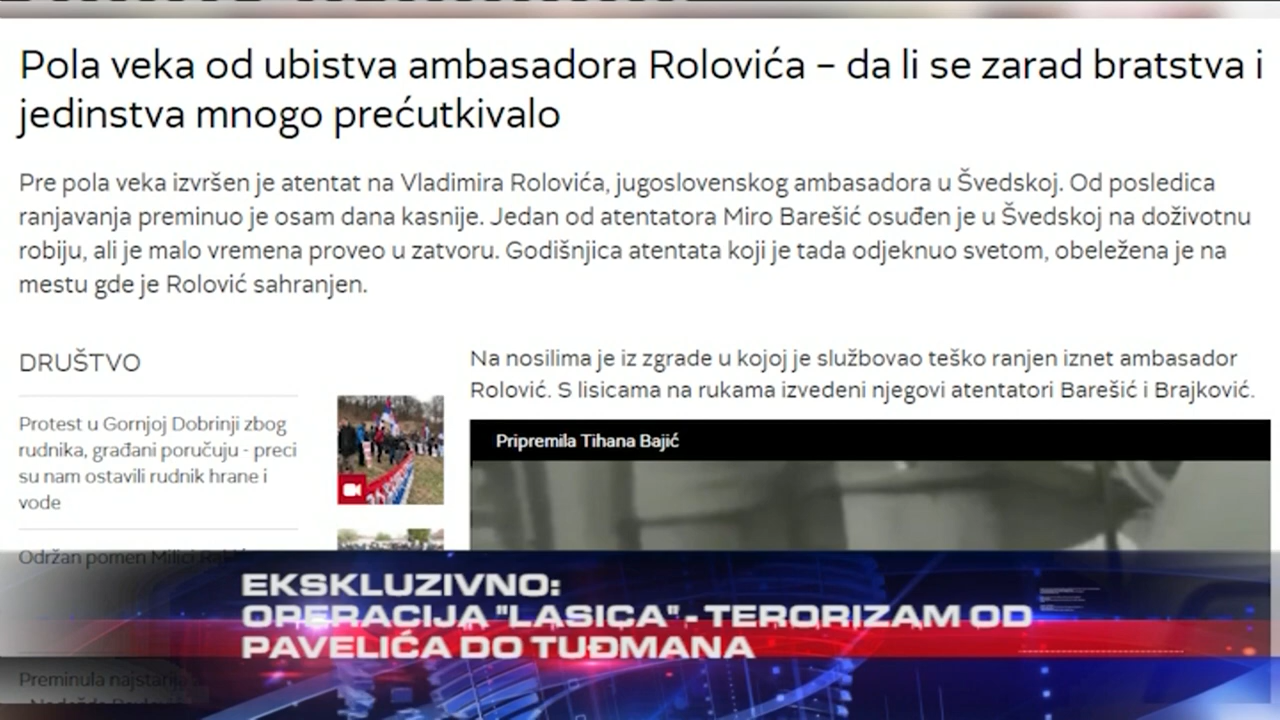 Pola veka od ubistva ambasadora Rolovića – da li se zarad bratstva i
jedinstva mnogo prećutkivalo
Pre pola veka izvršen je atentat na Vladimira Rolovića, jugoslovenskog ambasadora u Švedskoj. Od posledica
ranjavanja preminuo je osam dana kasnije. Jedan od atentatora Miro Barešić osuđen je u Švedskoj na doživotnu
robiju, ali je malo vremena proveo u zatvoru. Godišnjica atentata koji je tada odjeknuo svetom, obeležena je na
mestu gde je Rolović sahranjen.
DRUŠTVO
Protest u Gornjoj Dobrinji zbog
rudnika, građani poručuju - preci
su nam ostavili rudnik hrane i
vode
Održan pomen Milici
Preminula najstarija
Na nosilima je iz zgrade u kojoj je službovao teško ranjen iznet ambasador
Rolović. S lisicama na rukama izvedeni njegovi atentatori Barešić i Brajković.
Pripremila Tihana Bajić
EKSKLUZIVNO:
OPERACIJA "LASICA" - TERORIZAM OD
PAVELIĆA DO TUĐMANA